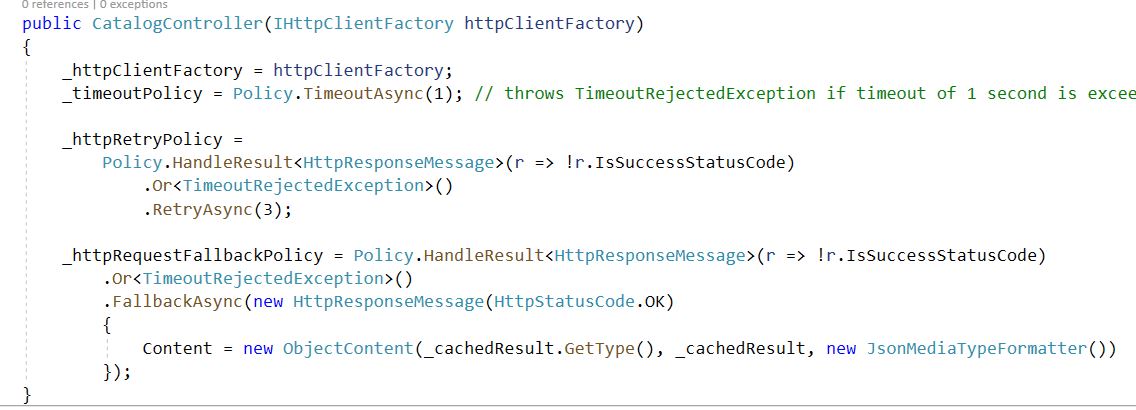 0 references | 0 exceptions
public CatalogController(IHttpClientFactory httpClientFactory)
{
_httpClientFactory = httpClientFactory;
_timeoutPolicy = Policy.TimeoutAsync(1); // throws TimeoutRejectedException if timeout of 1 second is excee
_httpRetryPolicy =
Policy.HandleResult<HttpResponseMessage>(r => !r.IsSuccessStatusCode)
.Or<TimeoutRejectedException>()
.RetryAsync(3);
_httpRequestFallbackPolicy = Policy.HandleResult<HttpResponseMessage>(r => !r.IsSuccessStatusCode)
.Or<TimeoutRejectedException>()
.FallbackAsync(new HttpResponseMessage(HttpStatusCode.OK)
{
Content = new ObjectContent(_cachedResult.GetType(), _cachedResult, new JsonMediaTypeFormatter())
});
}